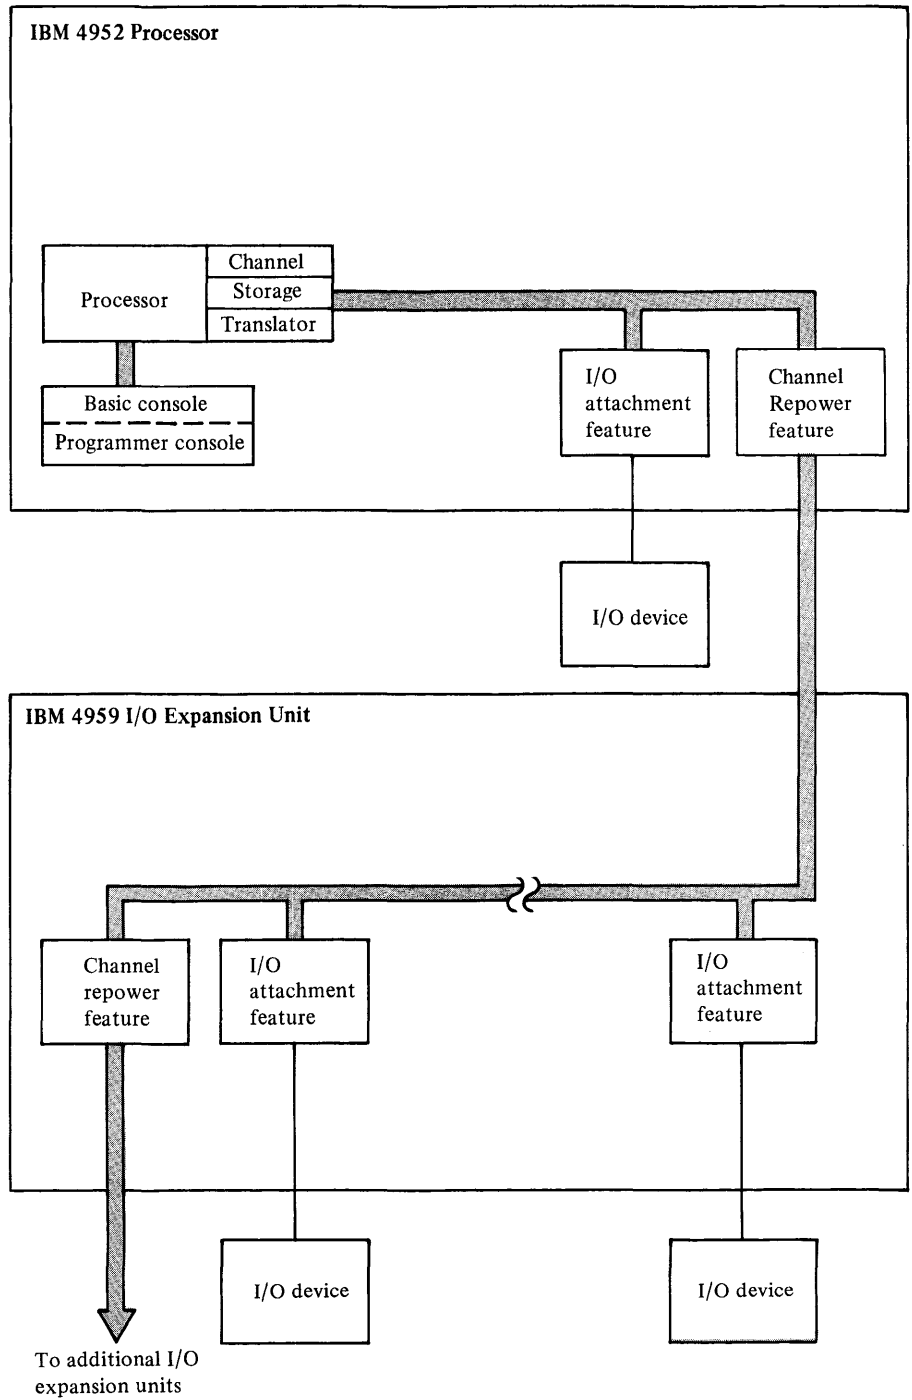 IBM 4952 Processor
Processor
Channel
Storage
Translator
Basic console
Programmer console
I/O
attachment
feature
Channel
Repower
feature
I/O device
IBM 4959 I/O Expansion Unit
Channel
repower
feature
I/O
attachment
feature
I/O
attachment
feature
I/O device
I/O device
To additional I/O
expansion units